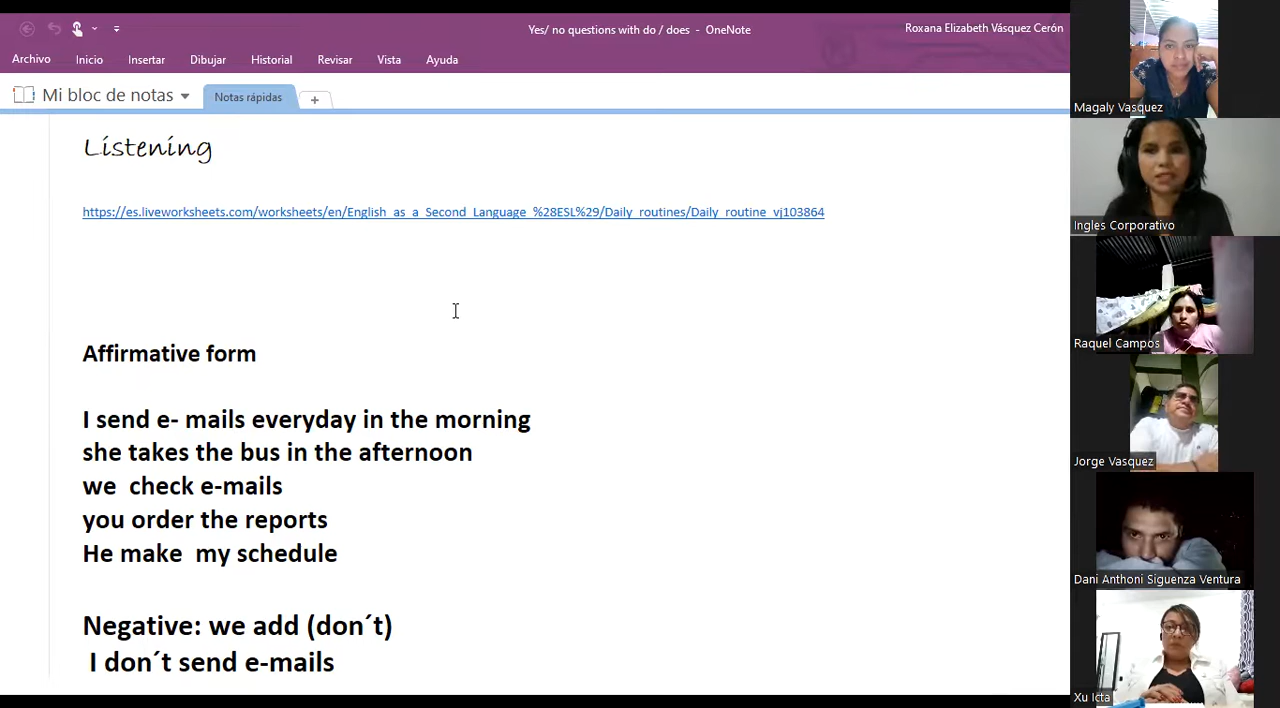 Yes/ no questions with do / does - OneNote
Roxana Elizabeth Vásquez Cerón
Archivo Inicio Insertar Dibujar Historial Revisar Vista Ayuda
Mi bloc de notas Notas rápidas +
Listening
https://es.liveworksheets.com/worksheets/en/English_as_a_Second_Language_%28ESL%29/Daily_routines/Daily_routine_vj103864
Affirmative form
I send e- mails everyday in the morning
she takes the bus in the afternoon
we check e-mails
you order the reports
He make my schedule
Negative: we add (don´t)
I don´t send e-mails
Magaly Vasquez
Ingles Corporativo
Raquel Campos
Jorge Vasquez
Dani Anthoni Siguenza Ventura
Xu Icta